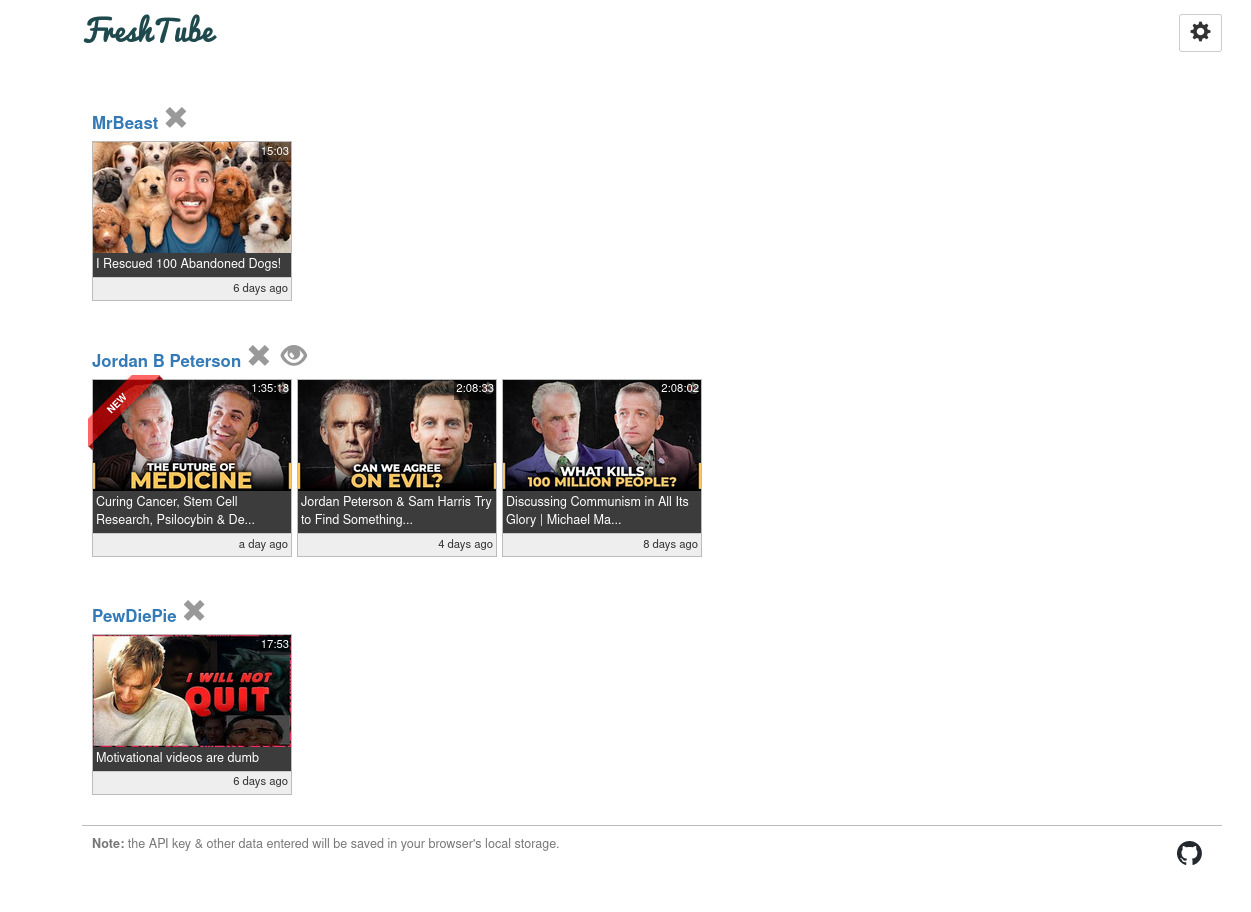 FreshTube
MrBeast
15:03
I Rescued 100 Abandoned Dogs!
6 days ago
Jordan B Peterson
NEW
1:35:18
THE FUTURE OF
MEDICINE
Curing Cancer, Stem Cell
Research, Psilocybin & De...
a day ago
2:08:33
CAN WE AGREE
ON EVIL?
Jordan Peterson & Sam Harris Try
to Find Something...
4 days ago
2:08:02
WHAT KILLS
100 MILLION PEOPLE?
Discussing Communism in All Its
Glory | Michael Ma...
8 days ago
PewDiePie
17:53
I WILL NOT
QUIT
Motivational videos are dumb
6 days ago
Note: the API key & other data entered will be saved in your browser's local storage.